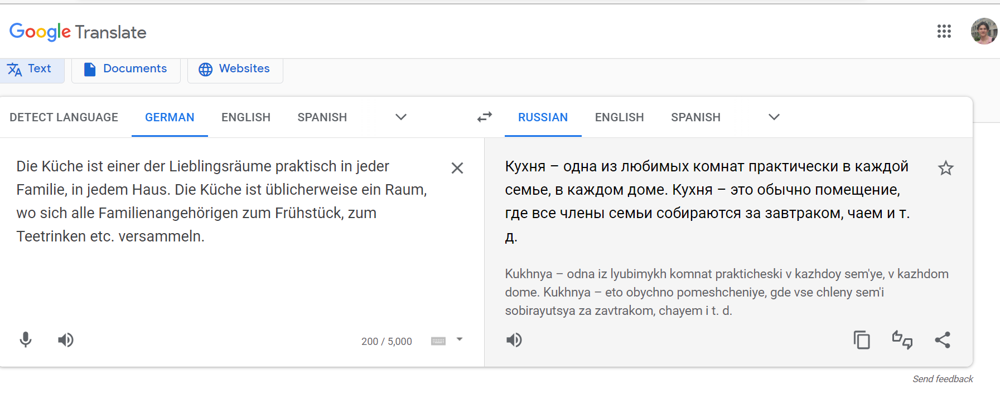 Google Translate
Text
Documents
Websites
DETECT LANGUAGE
GERMAN
ENGLISH
SPANISH
RUSSIAN
ENGLISH
SPANISH
Die Küche ist einer der Lieblingsräume praktisch in jeder
Familie, in jedem Haus. Die Küche ist üblicherweise ein Raum,
wo sich alle Familienangehörigen zum Frühstück, zum
Teetrinken etc. versammeln.
200 / 5,000
Кухня – одна из любимых комнат практически в каждой
семье, в каждом доме. Кухня – это обычно помещение,
где все члены семьи собираются за завтраком, чаем и т.
д.
Kukhnya – odna iz lyubimykh komnat prakticheski v kazhdoy sem'ye, v kazhdom
dome. Kukhnya – eto obychno pomeshcheniye, gde vse chleny sem'i
sobirayutsya za zavtrakom, chayem i t. d.
Send feedback